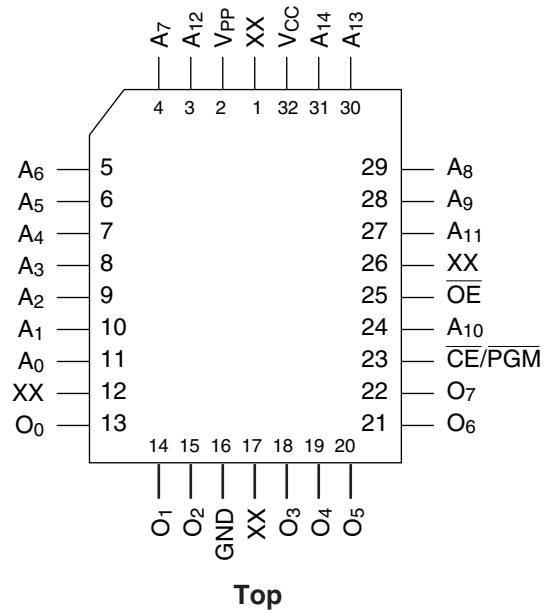 A7 A12 VPP XX VCC A14 A13
4 3 2 1 32 31 30
A6 5 29 A8
A5 6 28 A9
A4 7 27 A11
A3 8 26 XX
A2 9 25 OE
A1 10 24 A10
A0 11 23 CE/PGM
XX 12 22 O7
O0 13 21 O6
14 15 16 17 18 19 20
O1 O2 GND XX O3 O4 O5
Top